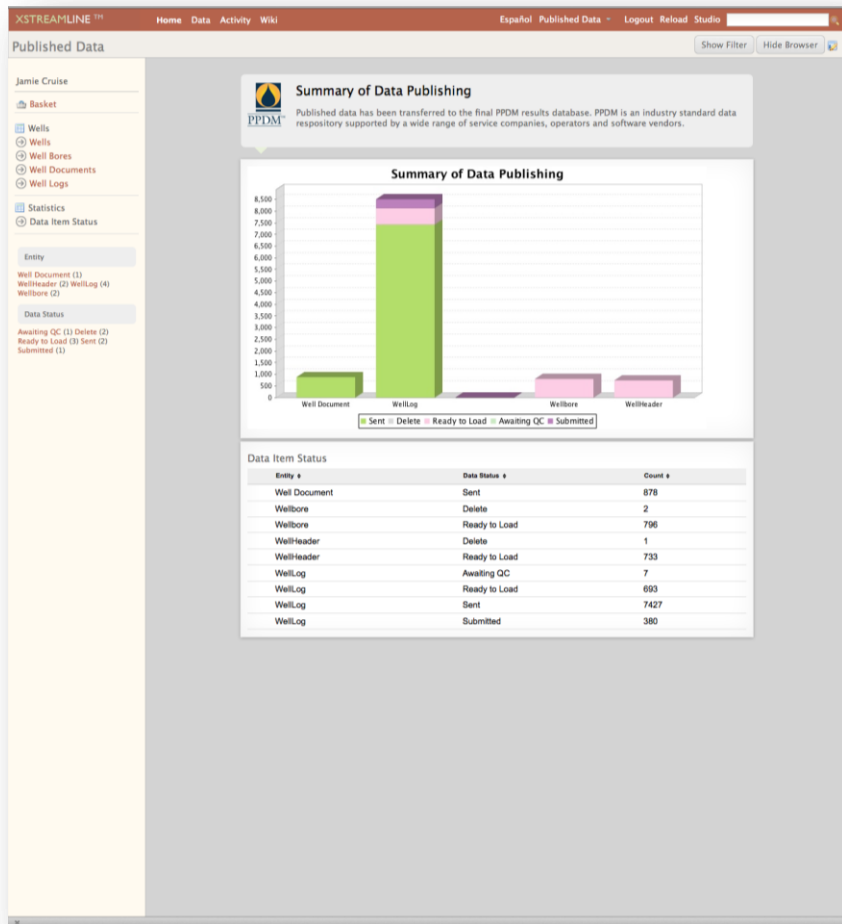 XSTREAMLINE ™ Home Data Activity Wiki Español Published Data Logout Reload Studio
Published Data Show Filter Hide Browser
Jamie Cruise
Basket
Wells
Wells
Well Bores
Well Documents
Well Logs
Statistics
Data Item Status
Entity
Well Document (1)
WellHeader (2) WellLog (4)
Wellbore (2)
Data Status
Awaiting QC (1) Delete (2)
Ready to Load (3) Sent (2)
Submitted (1)
PPDM™
Summary of Data Publishing
Published data has been transferred to the final PPDM results database. PPDM is an industry standard data
respository supported by a wide range of service companies, operators and software vendors.
Summary of Data Publishing
8,500
8,000
7,500
7,000
6,500
6,000
5,500
5,000
4,500
4,000
3,500
3,000
2,500
2,000
1,500
1,000
500
0
Well Document WellLog Wellbore WellHeader
Sent Delete Ready to Load Awaiting QC Submitted
Data Item Status
Entity Data Status Count
Well Document Sent 878
Wellbore Delete 2
Wellbore Ready to Load 796
WellHeader Delete 1
WellHeader Ready to Load 733
WellLog Awaiting QC 7
WellLog Ready to Load 693
WellLog Sent 7427
WellLog Submitted 380